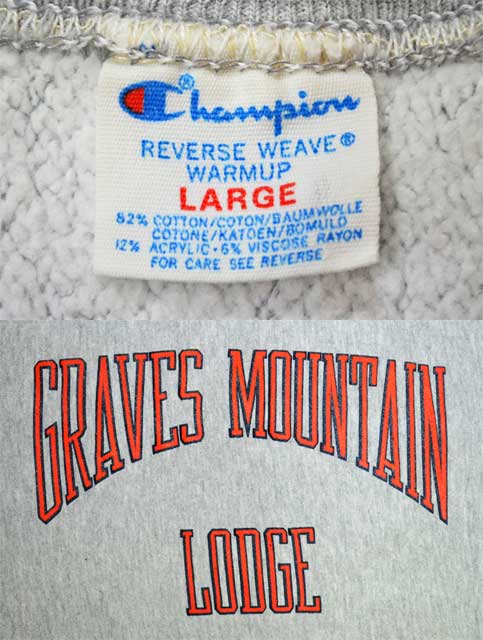 Champion®
REVERSE WEAVE®
WARMUP
LARGE
82% COTTON/COTON/BAUMWOLLE
COTONE/KATOEN/BOMULD
12% ACRYLIC·6% VISCOSE RAYON
FOR CARE SEE REVERSE
GRAVES MOUNTAIN
LODGE